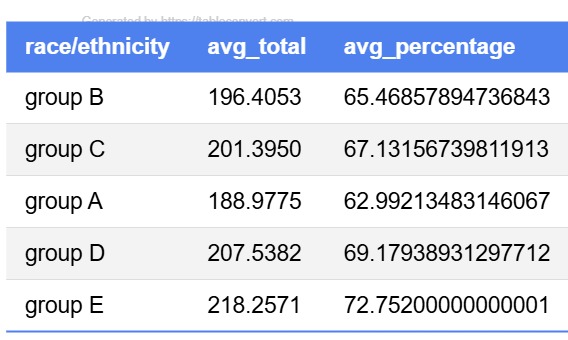 Generated by https://tableconvert.com
race/ethnicity avg_total avg_percentage
group B 196.4053 65.46857894736843
group C 201.3950 67.13156739811913
group A 188.9775 62.99213483146067
group D 207.5382 69.17938931297712
group E 218.2571 72.75200000000001